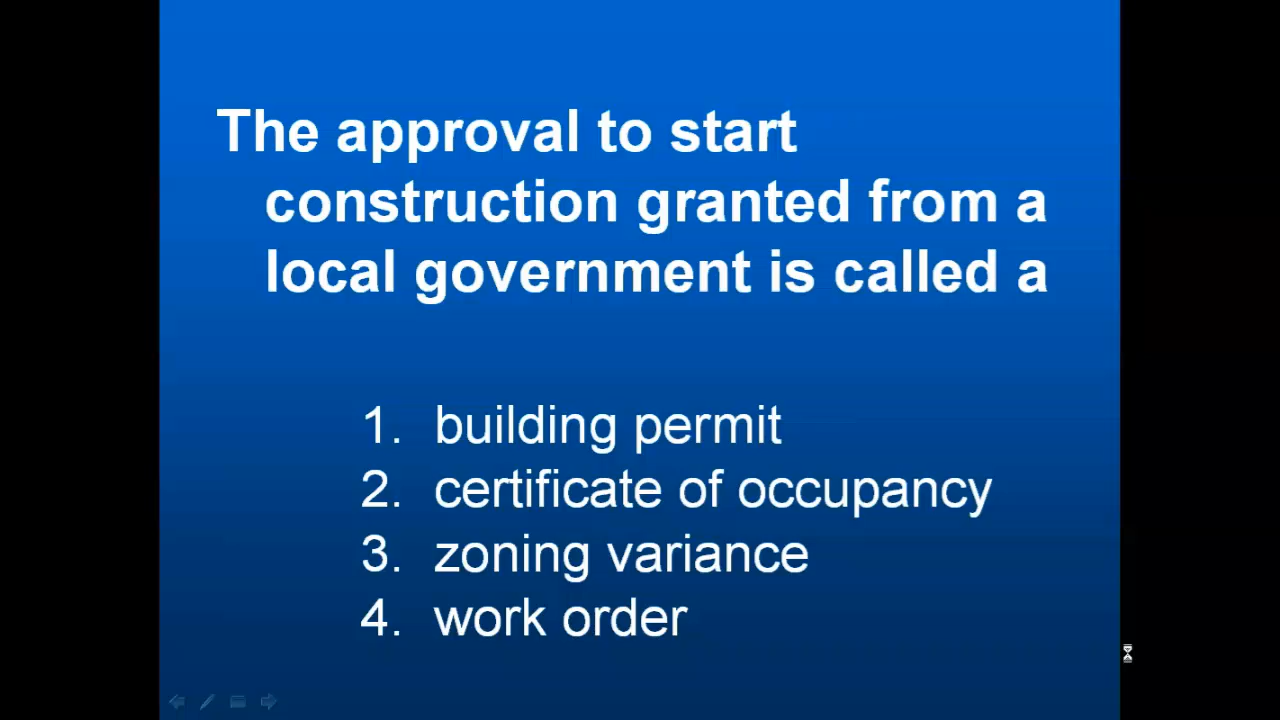 The approval to start
construction granted from a
local government is called a
1. building permit
2. certificate of occupancy
3. zoning variance
4. work order